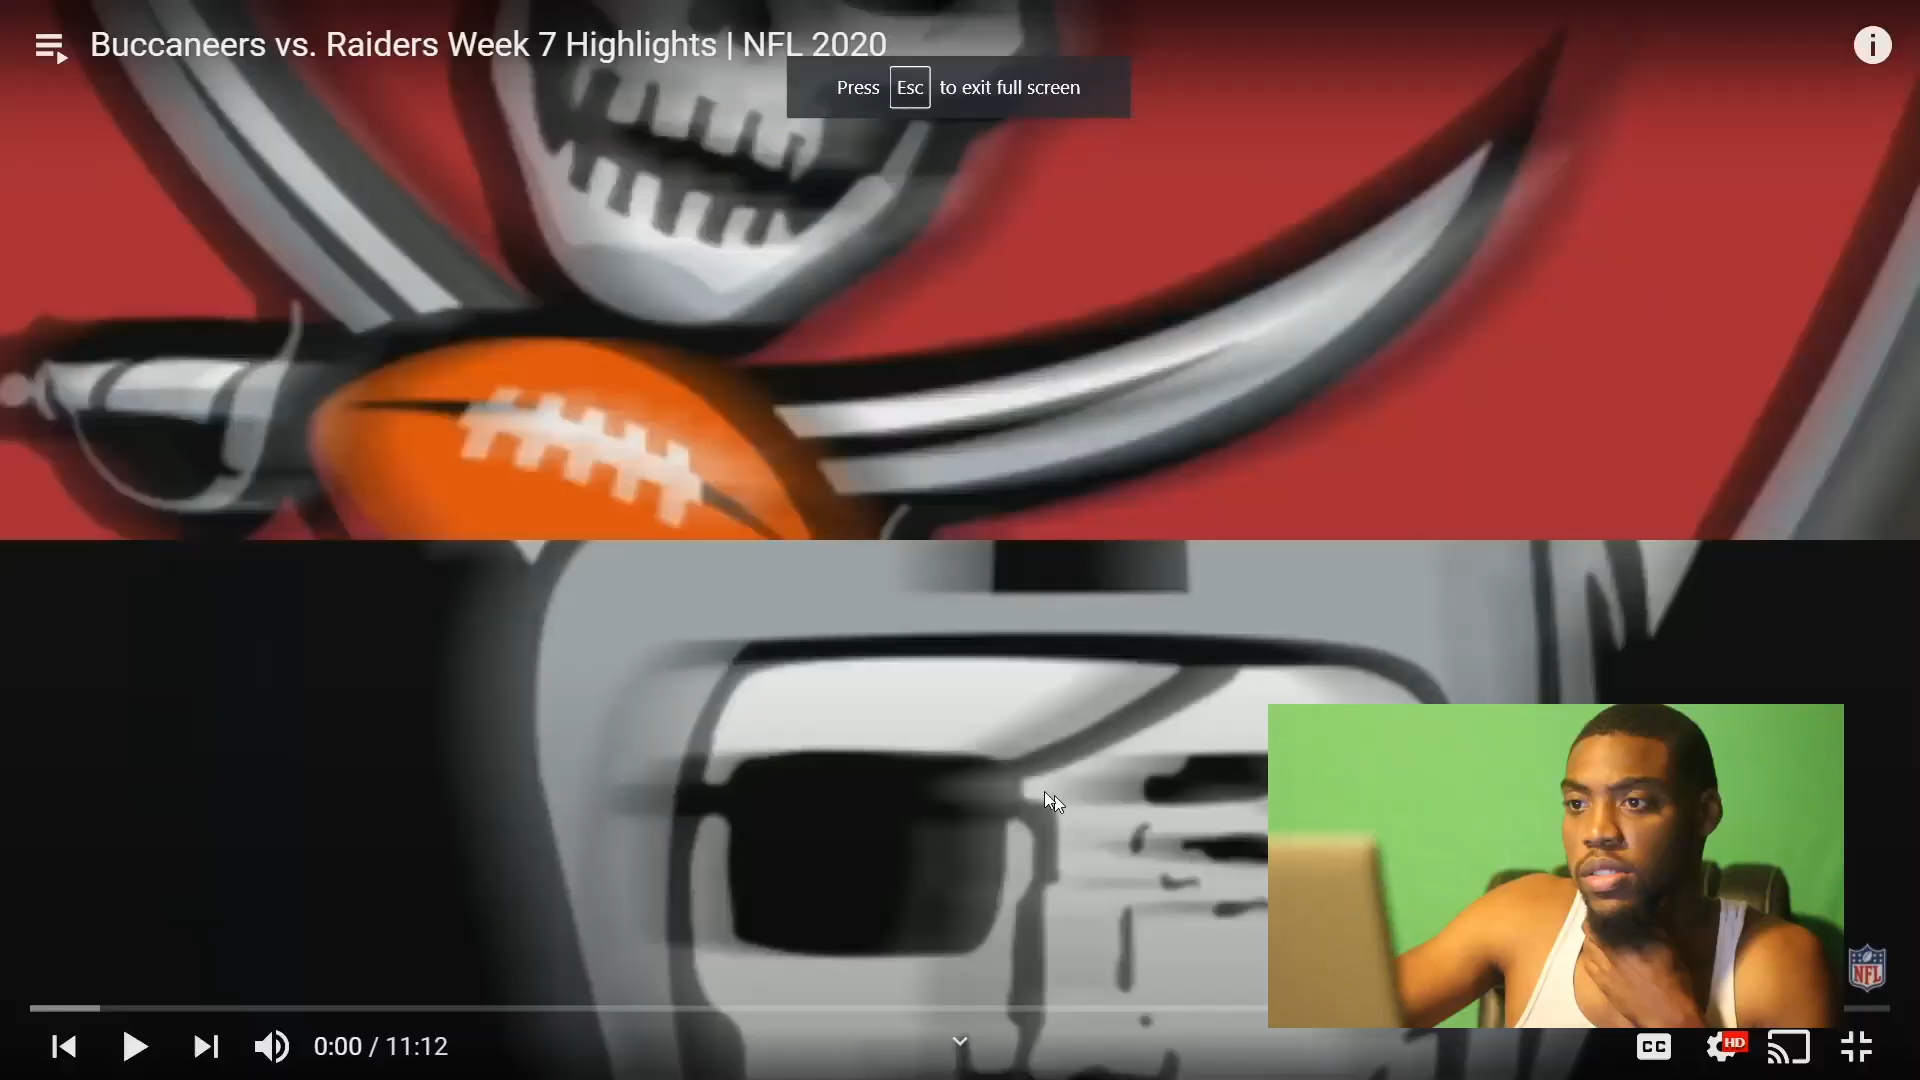 Buccaneers vs. Raiders Week 7 Highlights | NFL 2020
i
Press Esc to exit full screen
NFL
0:00 / 11:12
CC
HD